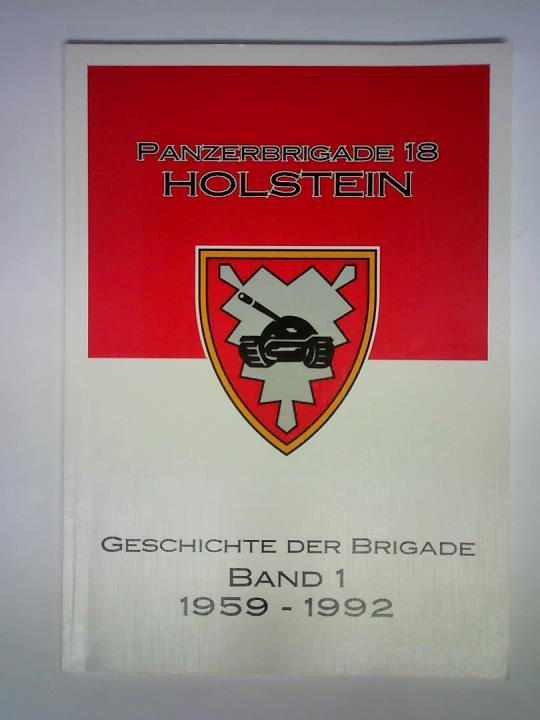 PANZERBRIGADE 18
HOLSTEIN
GESCHICHTE DER BRIGADE
BAND 1
1959 - 1992